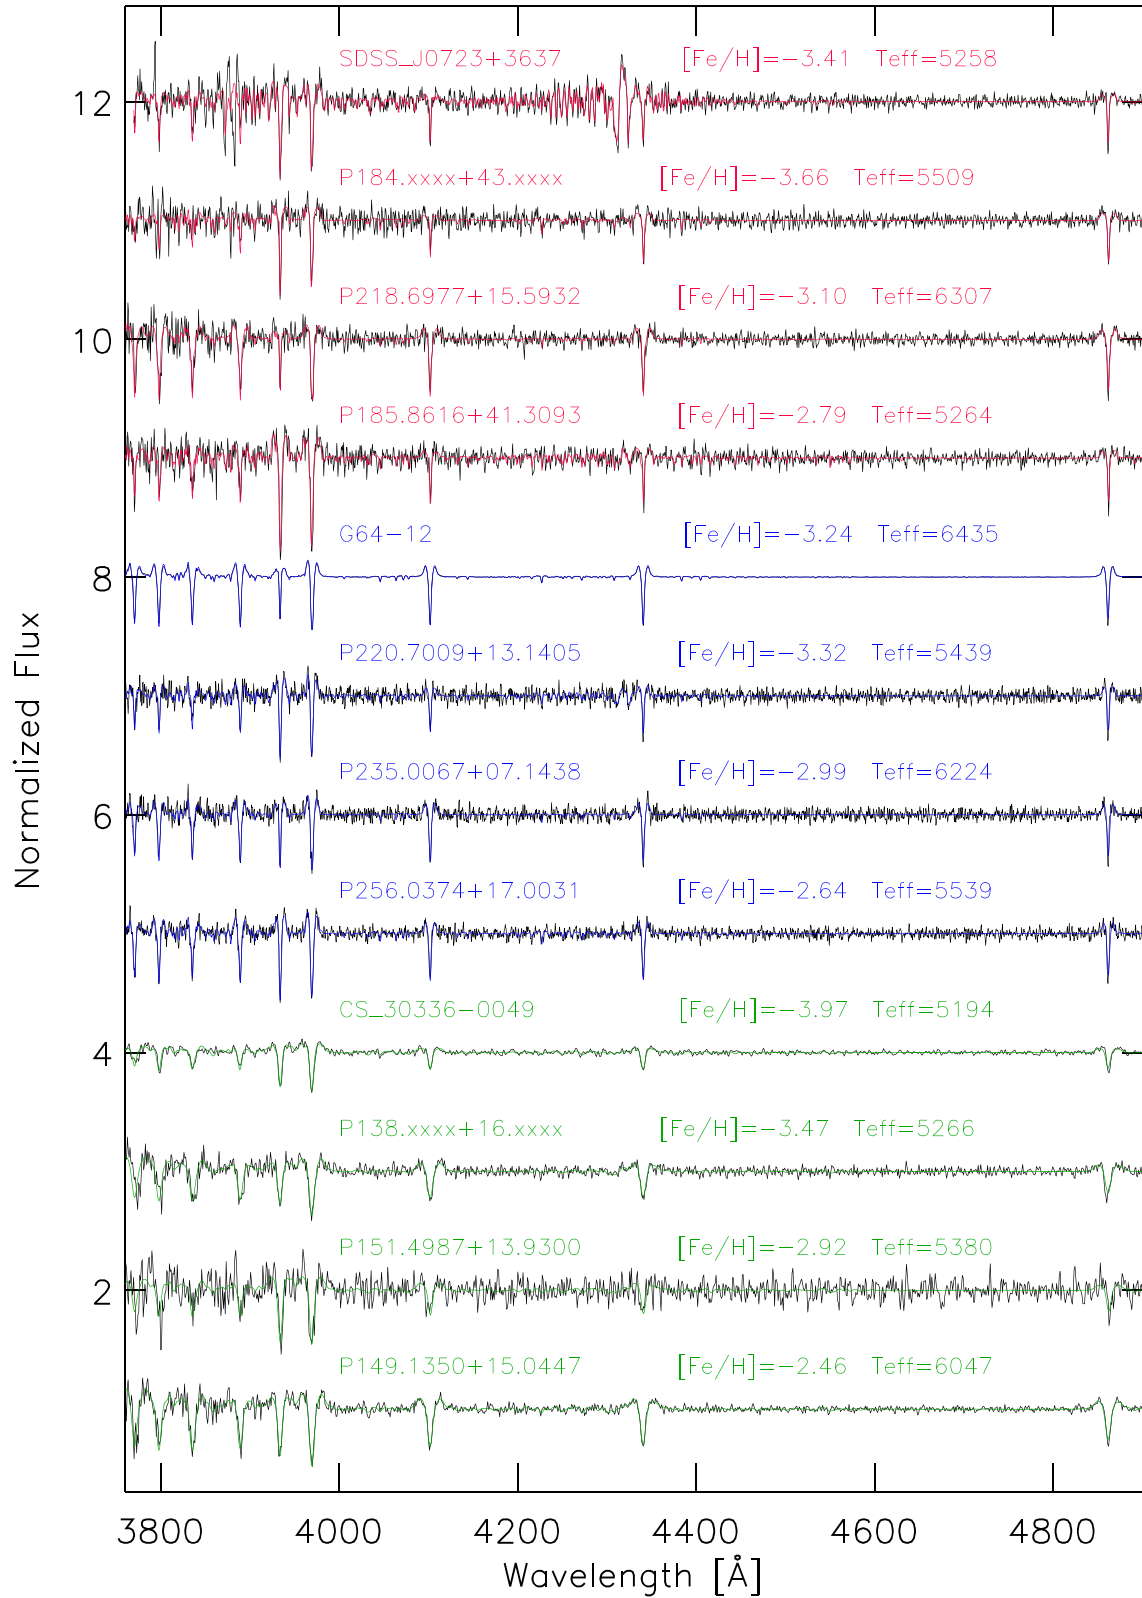 SDSS_J0723+3637 [Fe/H]=−3.41 Teff=5258
12
P184.xxxx+43.xxxx [Fe/H]=−3.66 Teff=5509
P218.6977+15.5932 [Fe/H]=−3.10 Teff=6307
10
P185.8616+41.3093 [Fe/H]=−2.79 Teff=5264
G64−12 [Fe/H]=−3.24 Teff=6435
8
P220.7009+13.1405 [Fe/H]=−3.32 Teff=5439
Normalized Flux
P235.0067+07.1438 [Fe/H]=−2.99 Teff=6224
6
P256.0374+17.0031 [Fe/H]=−2.64 Teff=5539
CS_30336−0049 [Fe/H]=−3.97 Teff=5194
4
P138.xxxx+16.xxxx [Fe/H]=−3.47 Teff=5266
P151.4987+13.9300 [Fe/H]=−2.92 Teff=5380
2
P149.1350+15.0447 [Fe/H]=−2.46 Teff=6047
3800 4000 4200 4400 4600 4800
Wavelength [Å]